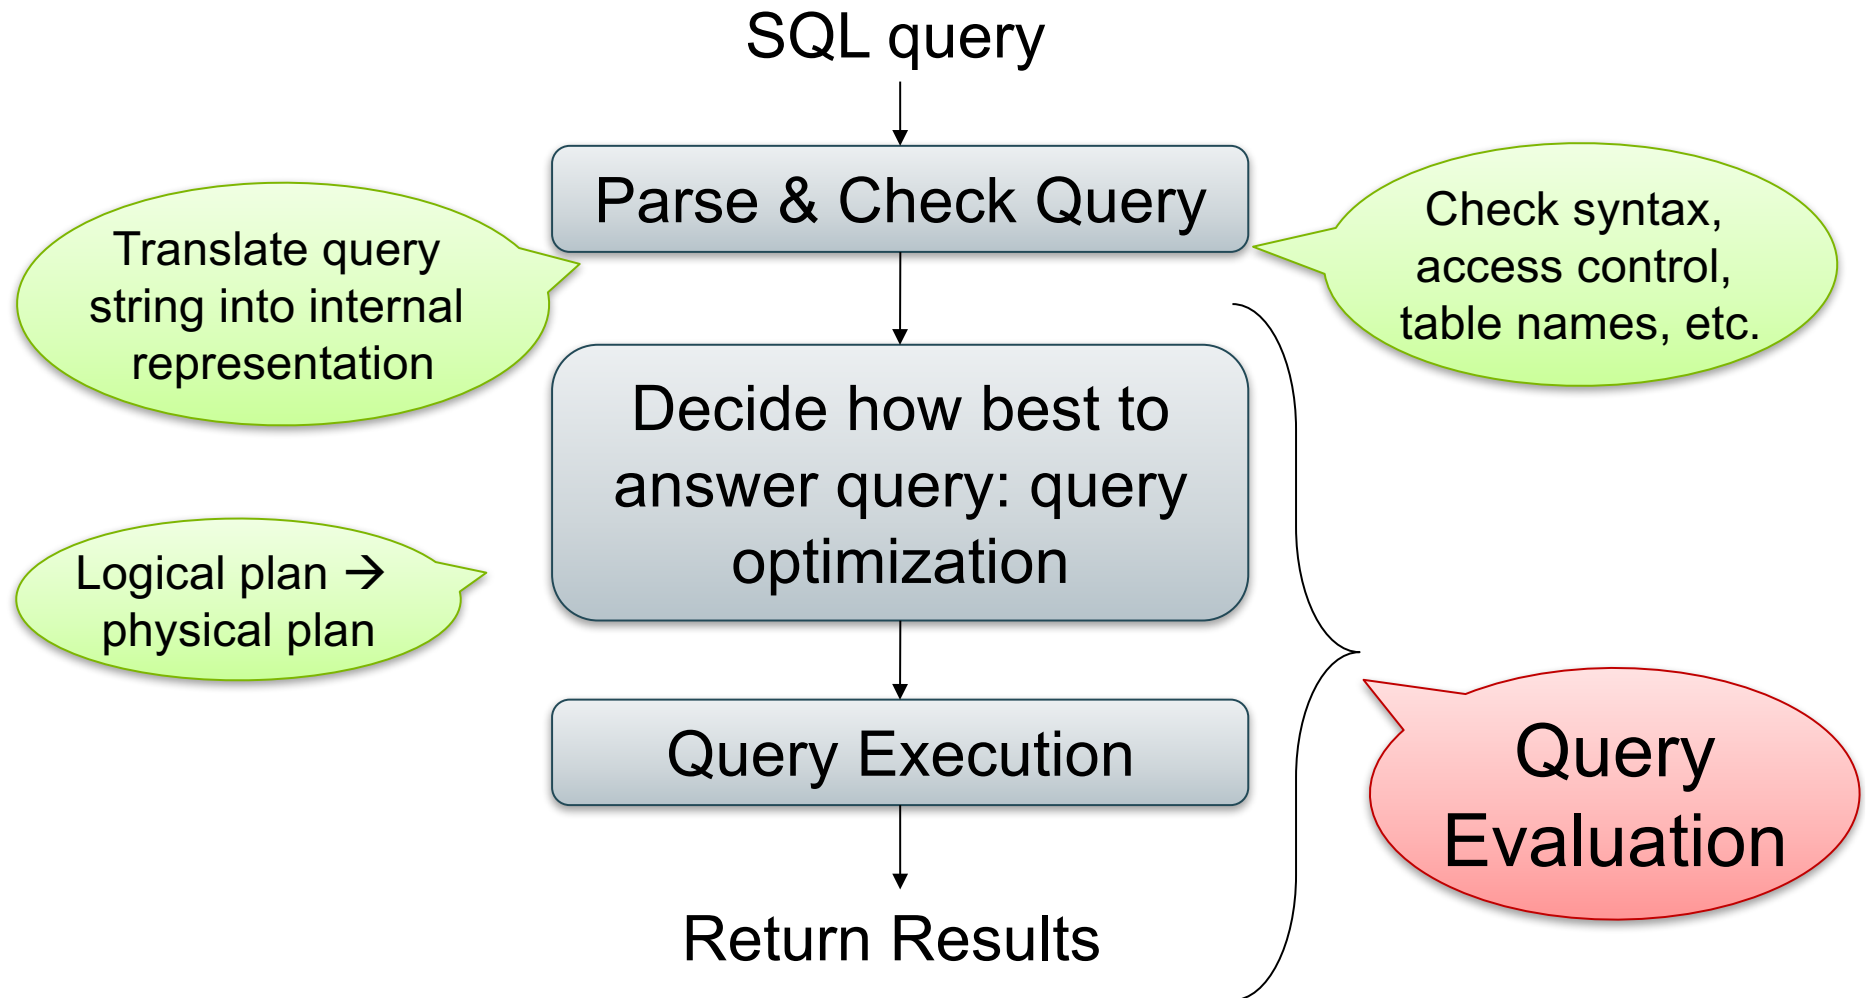 SQL query
Parse & Check Query
Translate query
string into internal
representation
Check syntax,
access control,
table names, etc.
Decide how best to
answer query: query
optimization
Logical plan →
physical plan
Query Execution
Query
Evaluation
Return Results